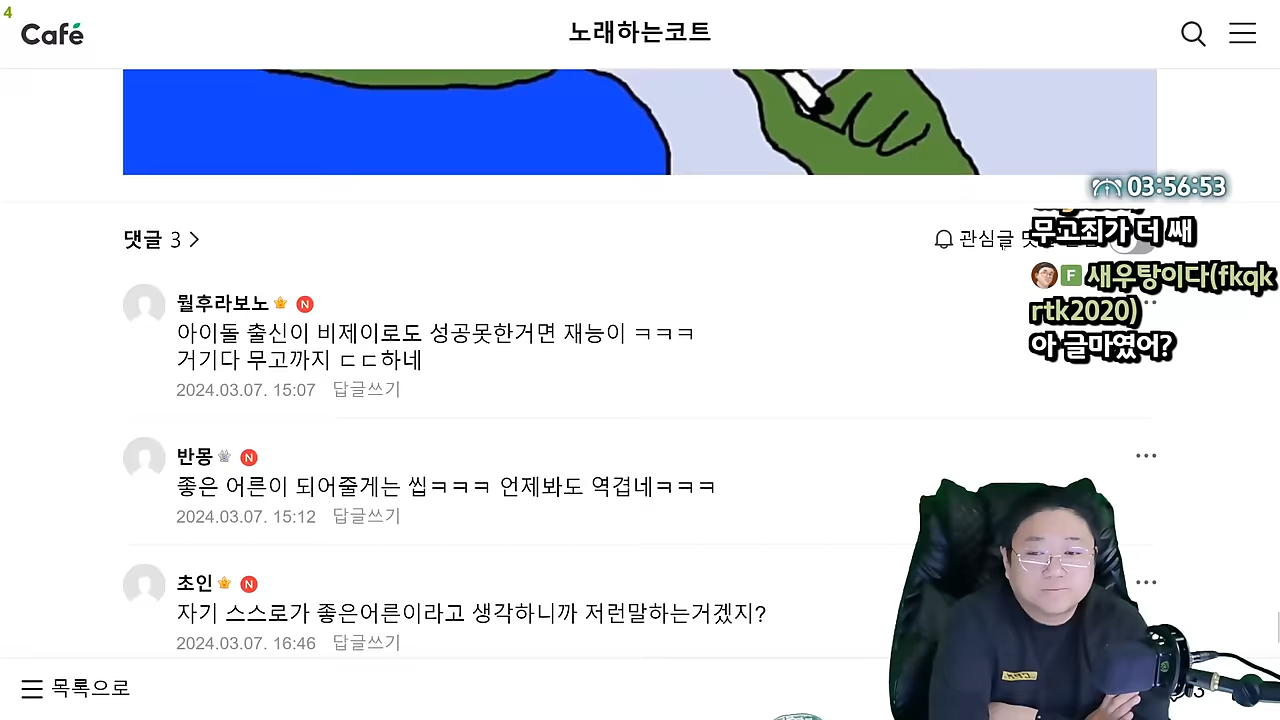 4
Café
노래하는코트
03:56:53
댓글 3
관심글
무고죄가 더 쌔
F 새우탕이다(fkqk
rtk2020)
아 글마였어?
뭘후라보노 N
아이돌 출신이 비제이로도 성공못한거면 재능이 ㅋㅋㅋ
거기다 무고까지 ㄷㄷ하네
2024.03.07. 15:07 답글쓰기
반몽 N
좋은 어른이 되어줄게는 씹ㅋㅋㅋ 언제봐도 역겹네ㅋㅋㅋ
2024.03.07. 15:12 답글쓰기
초인 N
자기 스스로가 좋은어른이라고 생각하니까 저런말하는거겠지?
2024.03.07. 16:46 답글쓰기
목록으로
3